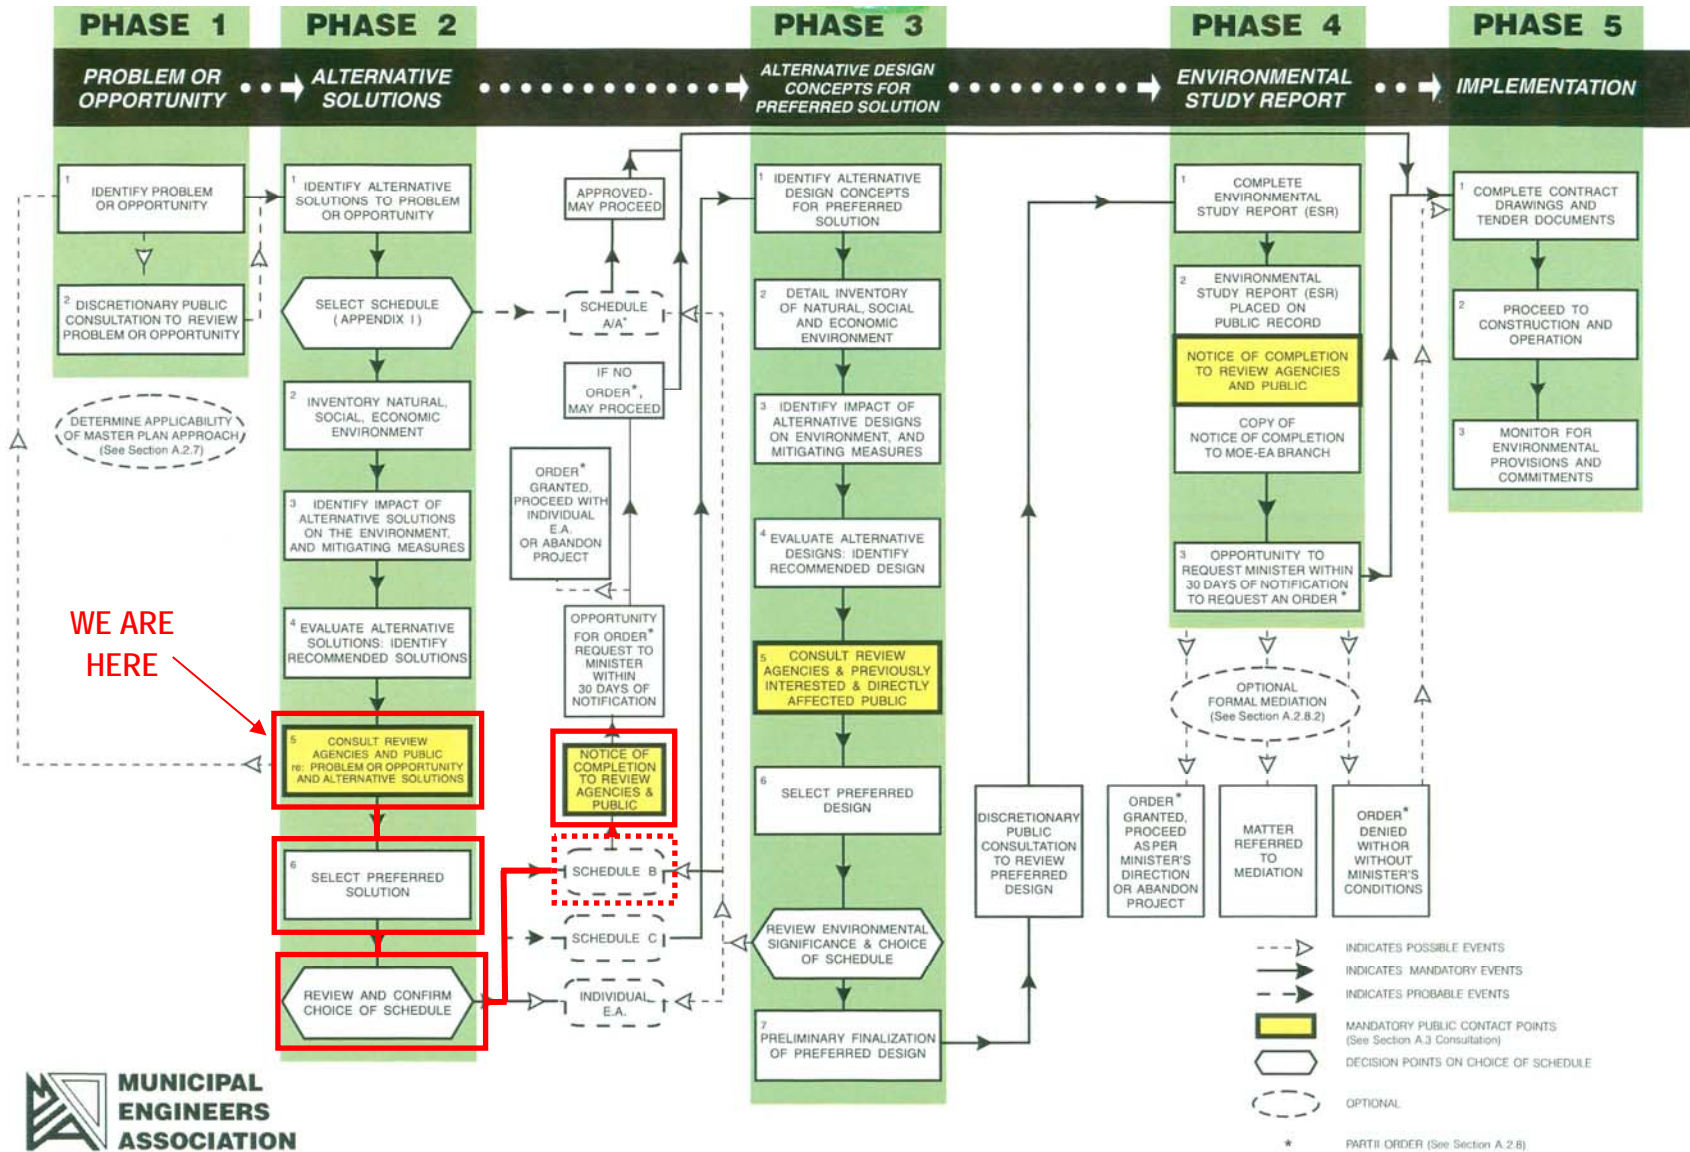 PHASE 1
PHASE 2
PHASE 3
PHASE 4
PHASE 5
PROBLEM OR
OPPORTUNITY
ALTERNATIVE
SOLUTIONS
ALTERNATIVE DESIGN
CONCEPTS FOR
PREFERRED SOLUTION
ENVIRONMENTAL
STUDY REPORT
IMPLEMENTATION
1
IDENTIFY PROBLEM
OR OPPORTUNITY
2
DISCRETIONARY PUBLIC
CONSULTATION TO REVIEW
PROBLEM OR OPPORTUNITY
DETERMINE APPLICABILITY
OF MASTER PLAN APPROACH
(See Section A.2.7)
WE ARE
HERE
1
IDENTIFY ALTERNATIVE
SOLUTIONS TO PROBLEM
OR OPPORTUNITY
SELECT SCHEDULE
(APPENDIX I)
2
INVENTORY NATURAL,
SOCIAL, ECONOMIC
ENVIRONMENT
3
IDENTIFY IMPACT OF
ALTERNATIVE SOLUTIONS
ON THE ENVIRONMENT,
AND MITIGATING MEASURES
4
EVALUATE ALTERNATIVE
SOLUTIONS: IDENTIFY
RECOMMENDED SOLUTIONS
5
CONSULT REVIEW
AGENCIES AND PUBLIC
re: PROBLEM OR OPPORTUNITY
AND ALTERNATIVE SOLUTIONS
6
SELECT PREFERRED
SOLUTION
REVIEW AND CONFIRM
CHOICE OF SCHEDULE
APPROVED-
MAY PROCEED
SCHEDULE
A/A+
IF NO
ORDER*,
MAY PROCEED
ORDER*
GRANTED,
PROCEED WITH
INDIVIDUAL
E.A.
OR ABANDON
PROJECT
OPPORTUNITY
FOR ORDER*
REQUEST TO
MINISTER
WITHIN
30 DAYS OF
NOTIFICATION
NOTICE OF
COMPLETION
TO REVIEW
AGENCIES &
PUBLIC
SCHEDULE B
SCHEDULE C
INDIVIDUAL
E.A.
1
IDENTIFY ALTERNATIVE
DESIGN CONCEPTS
FOR PREFERRED
SOLUTION
2
DETAIL INVENTORY
OF NATURAL, SOCIAL
AND ECONOMIC
ENVIRONMENT
3
IDENTIFY IMPACT OF
ALTERNATIVE DESIGNS
ON ENVIRONMENT, AND
MITIGATING MEASURES
4
EVALUATE ALTERNATIVE
DESIGNS: IDENTIFY
RECOMMENDED DESIGN
5
CONSULT REVIEW
AGENCIES & PREVIOUSLY
INTERESTED & DIRECTLY
AFFECTED PUBLIC
6
SELECT PREFERRED
DESIGN
REVIEW ENVIRONMENTAL
SIGNIFICANCE & CHOICE
OF SCHEDULE
7
PRELIMINARY FINALIZATION
OF PREFERRED DESIGN
DISCRETIONARY
PUBLIC
CONSULTATION
TO REVIEW
PREFERRED
DESIGN
1
COMPLETE
ENVIRONMENTAL
STUDY REPORT (ESR)
2
ENVIRONMENTAL
STUDY REPORT (ESR)
PLACED ON
PUBLIC RECORD
NOTICE OF COMPLETION
TO REVIEW AGENCIES
AND PUBLIC
COPY OF
NOTICE OF COMPLETION
TO MOE-EA BRANCH
3
OPPORTUNITY TO
REQUEST MINISTER WITHIN
30 DAYS OF NOTIFICATION
TO REQUEST AN ORDER*
OPTIONAL
FORMAL MEDIATION
(See Section A.2.8.2)
ORDER*
GRANTED,
PROCEED
AS PER
MINISTER'S
DIRECTION
OR ABANDON
PROJECT
MATTER
REFERRED
TO
MEDIATION
ORDER*
DENIED
WITH OR
WITHOUT
MINISTER'S
CONDITIONS
1
COMPLETE CONTRACT
DRAWINGS AND
TENDER DOCUMENTS
2
PROCEED TO
CONSTRUCTION AND
OPERATION
3
MONITOR FOR
ENVIRONMENTAL
PROVISIONS AND
COMMITMENTS
INDICATES POSSIBLE EVENTS
INDICATES MANDATORY EVENTS
INDICATES PROBABLE EVENTS
MANDATORY PUBLIC CONTACT POINTS
(See Section A.3 Consultation)
DECISION POINTS ON CHOICE OF SCHEDULE
OPTIONAL
* PART II ORDER (See Section A.2.8)
MUNICIPAL
ENGINEERS
ASSOCIATION